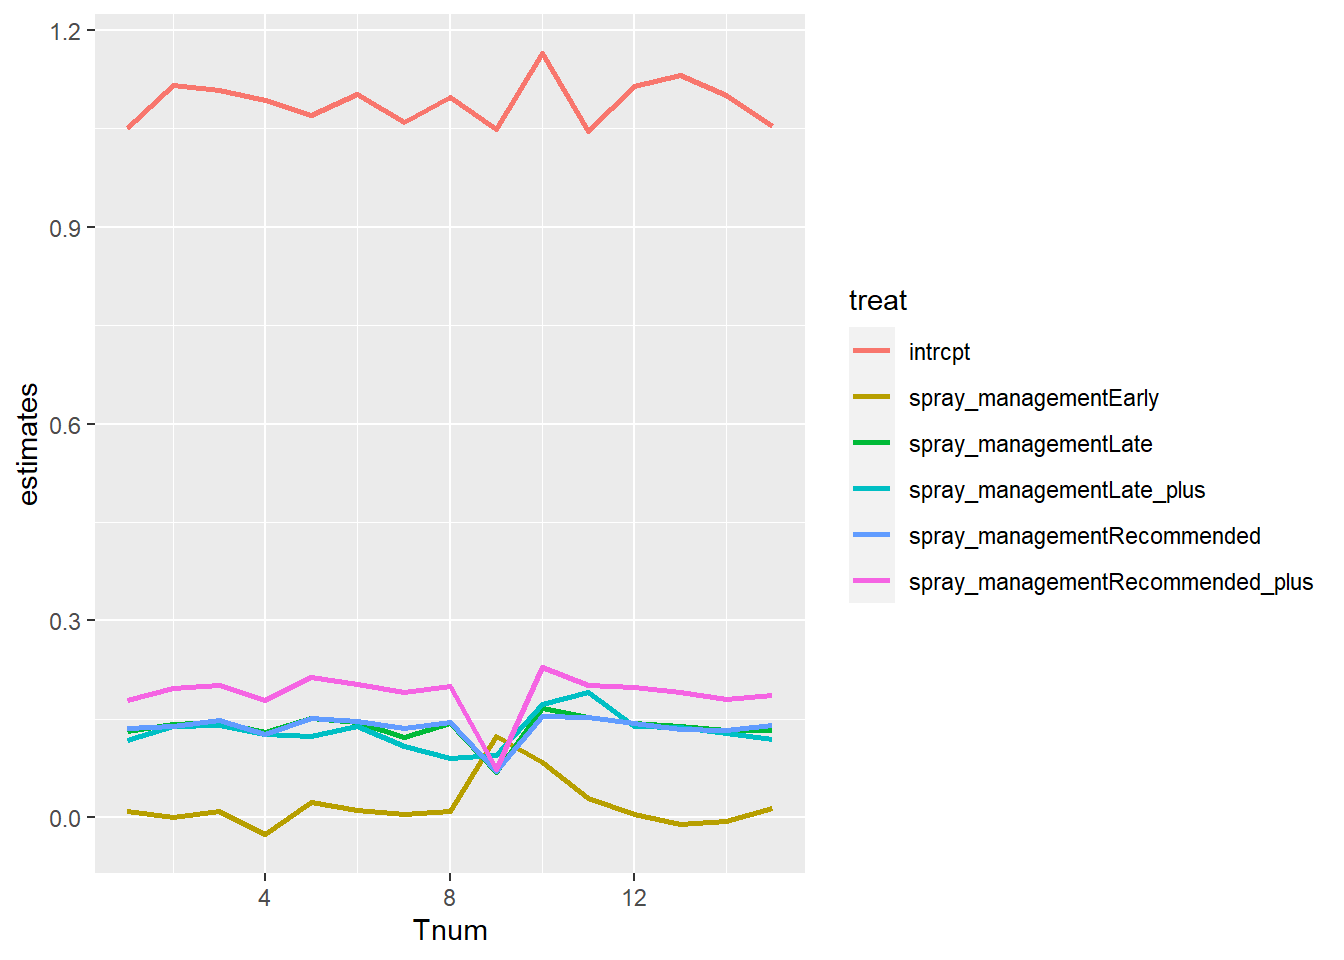 1.2
0.9
0.6
0.3
0.0
estimates
4 8 12
Tnum
treat
intrcpt
spray_managementEarly
spray_managementLate
spray_managementLate_plus
spray_managementRecommended
spray_managementRecommended_plus